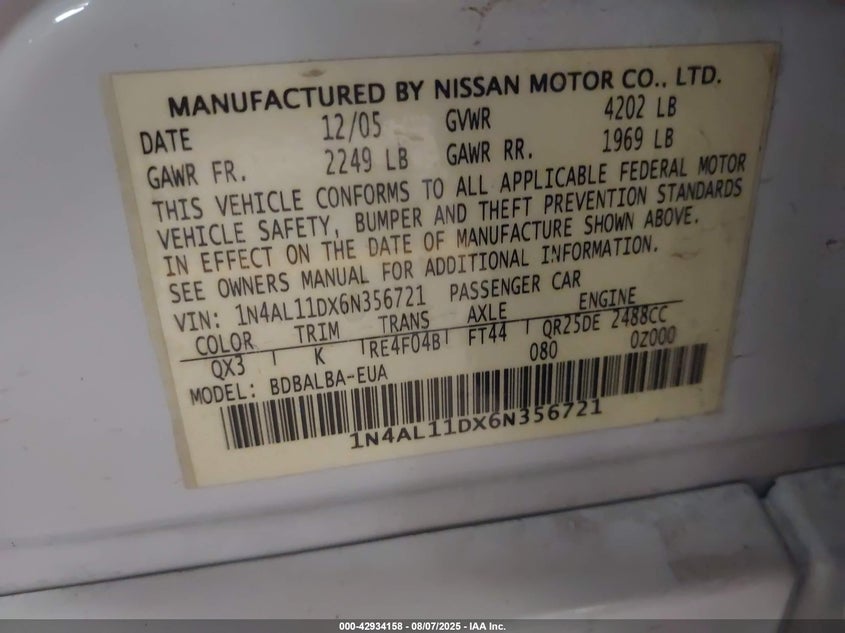 MANUFACTURED BY NISSAN MOTOR CO., LTD.
DATE 12/05 GVWR 4202 LB
GAWR FR. 2249 LB GAWR RR. 1969 LB
THIS VEHICLE CONFORMS TO ALL APPLICABLE FEDERAL MOTOR
VEHICLE SAFETY, BUMPER AND THEFT PREVENTION STANDARDS
IN EFFECT ON THE DATE OF MANUFACTURE SHOWN ABOVE.
SEE OWNERS MANUAL FOR ADDITIONAL INFORMATION.
VIN: 1N4AL11DX6N356721 PASSENGER CAR
COLOR TRIM TRANS AXLE ENGINE
QX3 K RE4F04B FT44 QR25DE 2488CC
080 0Z000
MODEL: BDBALBA-EUA
1N4AL11DX6N356721
000-42934158 - 08/07/2025 - IAA Inc.